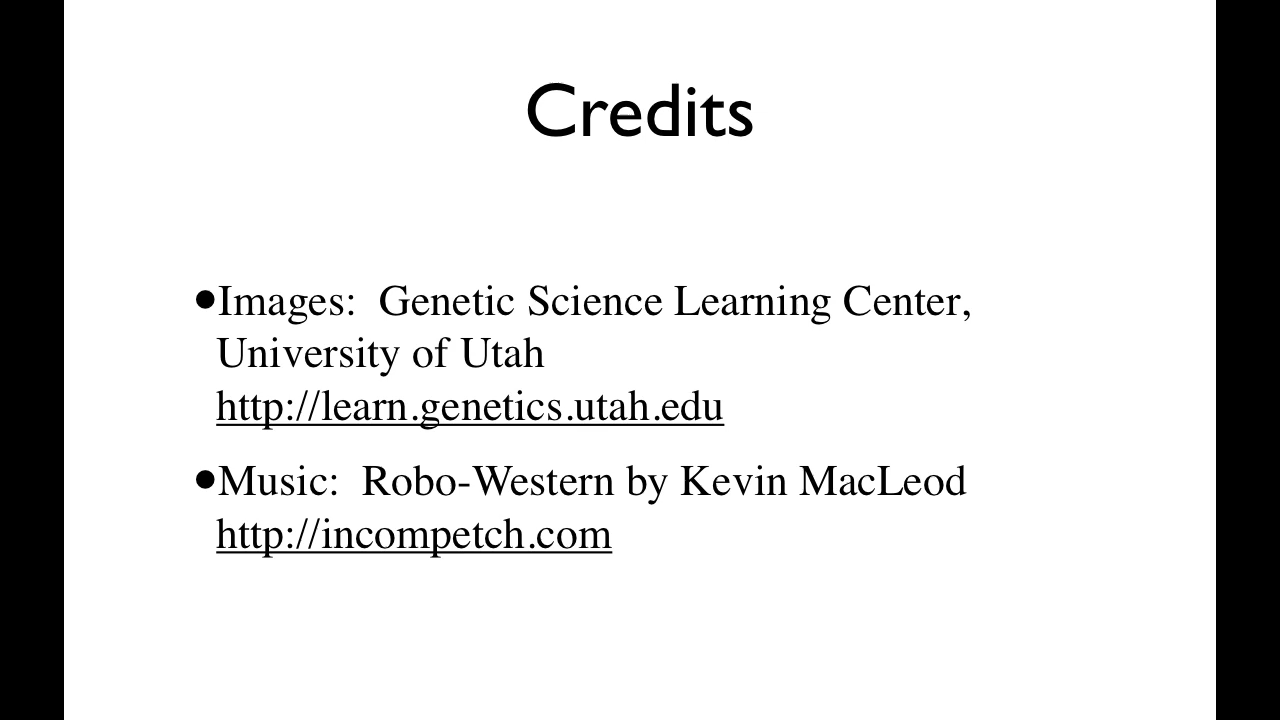 Credits
•Images:  Genetic Science Learning Center,
University of Utah
http://learn.genetics.utah.edu
•Music:  Robo-Western by Kevin MacLeod
http://incompetch.com